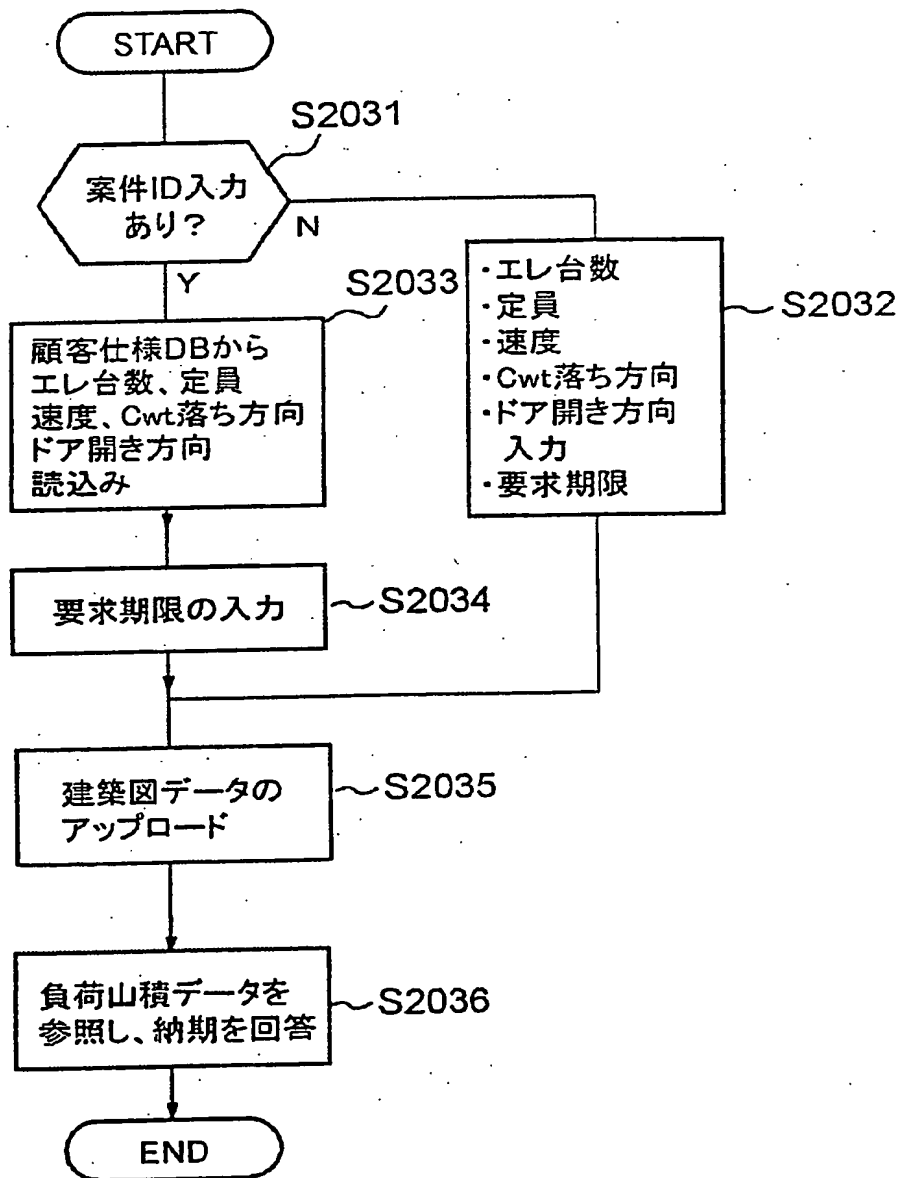 START
S2031
案件ID入力
あり?
N
Y
S2033
顧客仕様DBから
エレ台数、定員
速度、Cwt落ち方向
ドア開き方向
読込み
・エレ台数
・定員
・速度
・Cwt落ち方向
・ドア開き方向
入力
・要求期限
S2032
要求期限の入力
S2034
建築図データの
アップロード
S2035
負荷山積データを
参照し、納期を回答
S2036
END